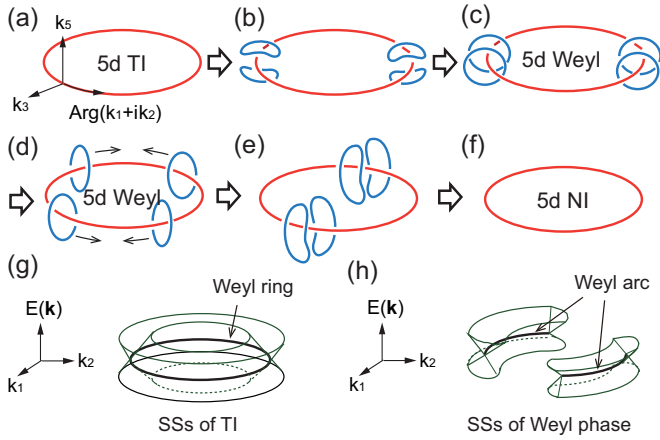 (a) (b) (c)
k5
5d TI
k3
Arg(k1+ik2)
5d Weyl
(d) (e) (f)
5d Weyl
5d NI
(g) (h)
Weyl ring
Weyl arc
E(k)
k2
k1
E(k)
k2
k1
SSs of TI
SSs of Weyl phase